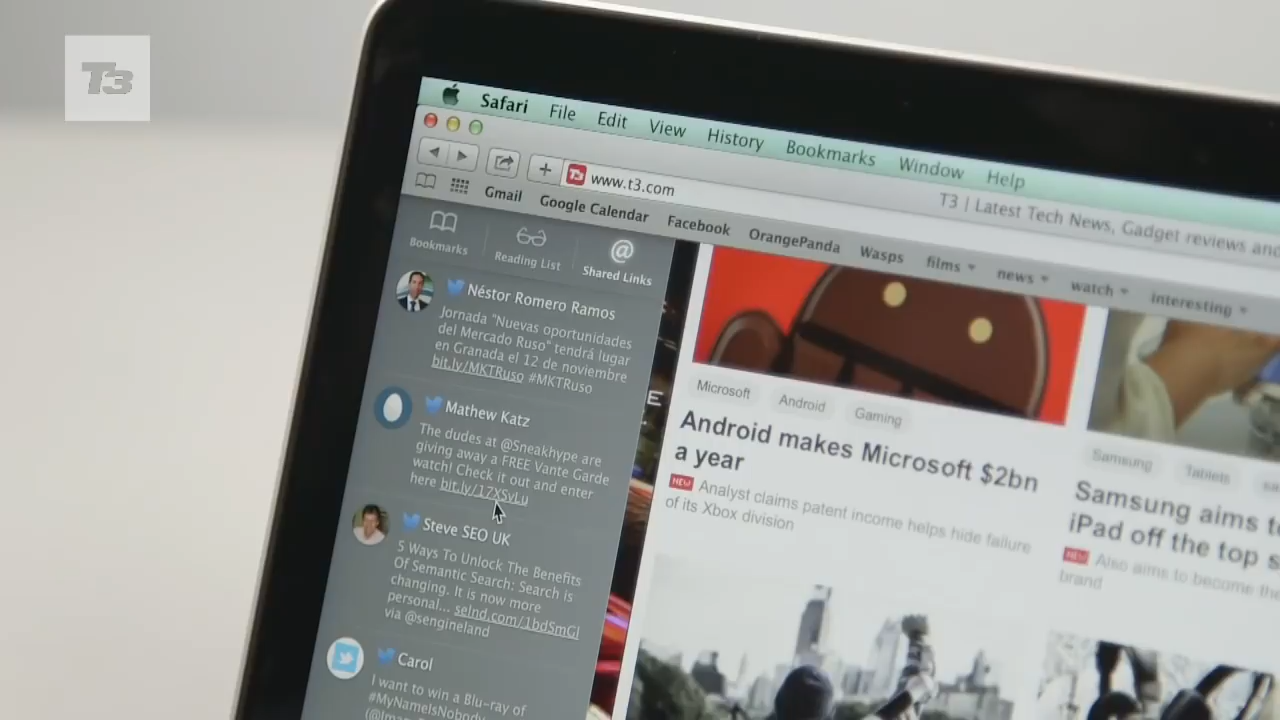 T3
Safari File Edit View History Bookmarks Window Help
www.t3.com
T3 | Latest Tech News, Gadget reviews and
Gmail Google Calendar Facebook OrangePanda Wasps films news watch interesting
Bookmarks Reading List Shared Links
Néstor Romero Ramos
Jornada "Nuevas oportunidades
del Mercado Ruso" tendrá lugar
en Granada el 12 de noviembre
bit.ly/MKTRuso #MKTRuso
Mathew Katz
The dudes at @Sneakhype are
giving away a FREE Vante Garde
watch! Check it out and enter
here bit.ly/17XSvLu
Steve SEO UK
5 Ways To Unlock The Benefits
Of Semantic Search: Search is
changing. It is now more
personal... selnd.com/1bdSmGl
via @sengineland
Carol
I want to win a Blu-ray of
#MyNameIsNobody
E
Microsoft Android Gaming
Android makes Microsoft $2bn
a year
NEW Analyst claims patent income helps hide failure
of its Xbox division
Samsung Tablets
Samsung aims to
iPad off the top s
NEW Also aims to become the
brand